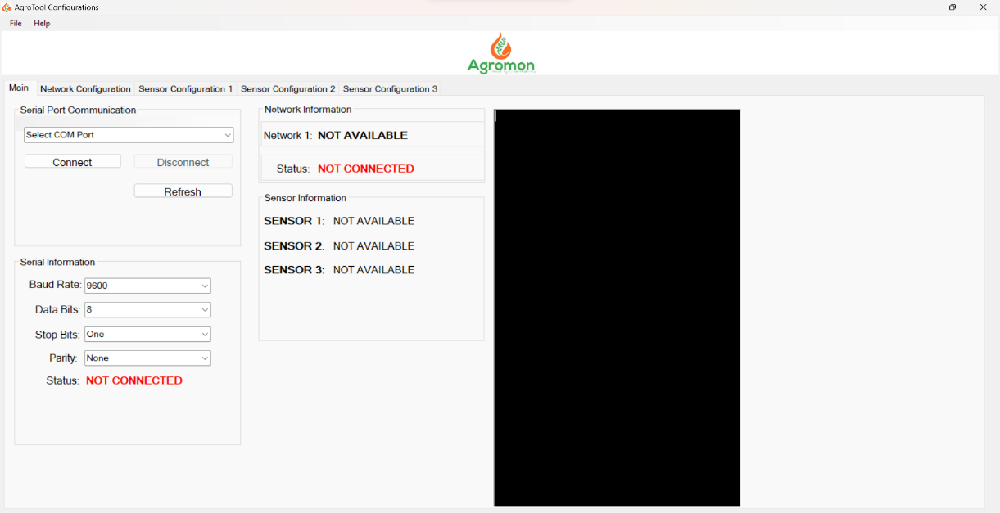 AgroTool Configurations
File Help
Agromon
Main Network Configuration Sensor Configuration 1 Sensor Configuration 2 Sensor Configuration 3
Serial Port Communication
Select COM Port
Connect Disconnect
Refresh
Serial Information
Baud Rate: 9600
Data Bits: 8
Stop Bits: One
Parity: None
Status: NOT CONNECTED
Network Information
Network 1: NOT AVAILABLE
Status: NOT CONNECTED
Sensor Information
SENSOR 1: NOT AVAILABLE
SENSOR 2: NOT AVAILABLE
SENSOR 3: NOT AVAILABLE